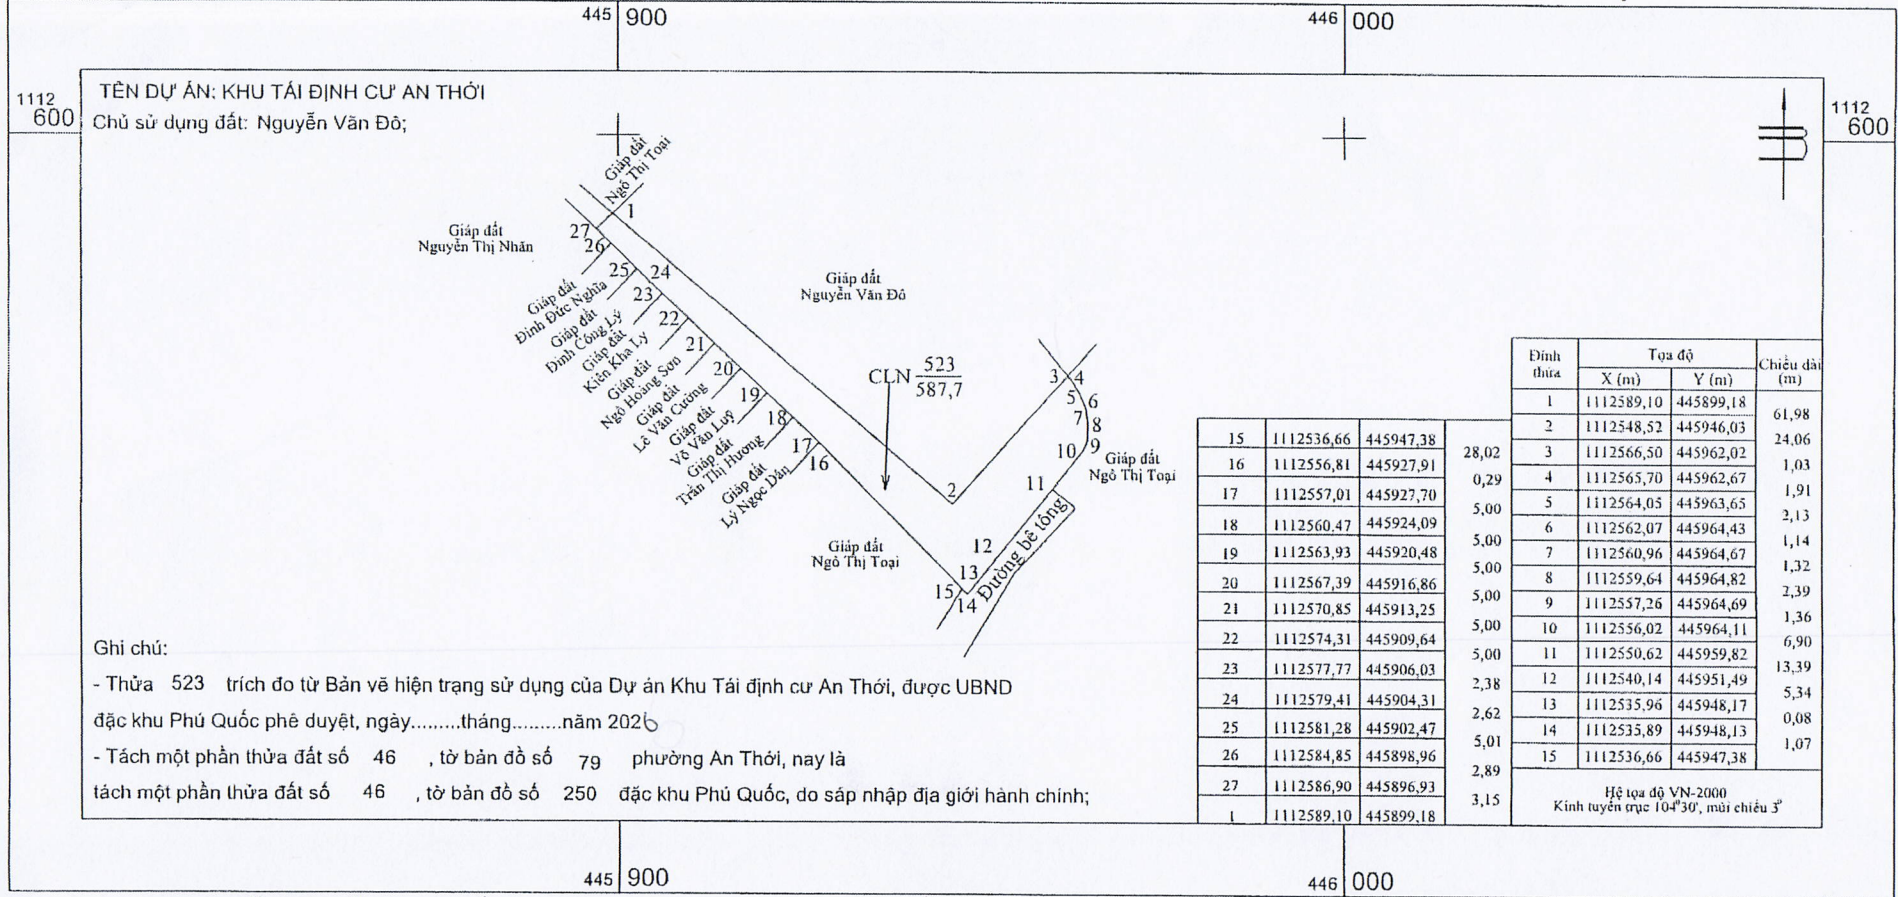 445 900
446 000
1112 600
1112 600
TÊN DỰ ÁN: KHU TÁI ĐỊNH CƯ AN THỚI
Chủ sử dụng đất: Nguyễn Văn Đô;
Giáp đất
Ngô Thị Toại
1
27
26
25
24
23
22
21
20
19
18
17
16
Giáp đất
Nguyễn Thị Nhãn
Giáp đất
Đinh Đức Nghĩa
Giáp đất
Đinh Công Lý
Giáp đất
Kiên Kha Ly
Giáp đất
Ngô Hoàng Sơn
Giáp đất
Lê Văn Cường
Giáp đất
Võ Văn Luỹ
Giáp đất
Trần Thị Hương
Giáp đất
Lý Ngọc Dân
Giáp đất
Nguyễn Văn Đô
CLN 523
587,7
3 4
5
6
7
8
9
10
11
2
12
13
14
15
Giáp đất
Ngô Thị Toại
Giáp đất
Ngô Thị Toại
Đường bê tông
15 1112536,66 445947,38
28,02
16 1112556,81 445927,91
0,29
17 1112557,01 445927,70
5,00
18 1112560,47 445924,09
5,00
19 1112563,93 445920,48
5,00
20 1112567,39 445916,86
5,00
21 1112570,85 445913,25
5,00
22 1112574,31 445909,64
5,00
23 1112577,77 445906,03
2,38
24 1112579,41 445904,31
2,62
25 1112581,28 445902,47
5,01
26 1112584,85 445898,96
2,89
27 1112586,90 445896,93
3,15
1 1112589,10 445899,18
Đỉnh thửa Tọa độ Chiều dài (m)
X (m) Y (m)
1 1112589,10 445899,18
61,98
2 1112548,52 445946,03
24,06
3 1112566,50 445962,02
1,03
4 1112565,70 445962,67
1,91
5 1112564,05 445963,65
2,13
6 1112562,07 445964,43
1,14
7 1112560,96 445964,67
1,32
8 1112559,64 445964,82
2,39
9 1112557,26 445964,69
1,36
10 1112556,02 445964,11
6,90
11 1112550,62 445959,82
13,39
12 1112540,14 445951,49
5,34
13 1112535,96 445948,17
0,08
14 1112535,89 445948,13
1,07
15 1112536,66 445947,38
Hệ tọa độ VN-2000
Kinh tuyến trục 104°30', múi chiếu 3°
Ghi chú:
- Thửa 523 trích đo từ Bản vẽ hiện trạng sử dụng của Dự án Khu Tái định cư An Thới, được UBND
đặc khu Phú Quốc phê duyệt, ngày.........tháng.........năm 2026
- Tách một phần thửa đất số 46 , tờ bản đồ số 79 phường An Thới, nay là
tách một phần thửa đất số 46 , tờ bản đồ số 250 đặc khu Phú Quốc, do sáp nhập địa giới hành chính;
445 900
446 000